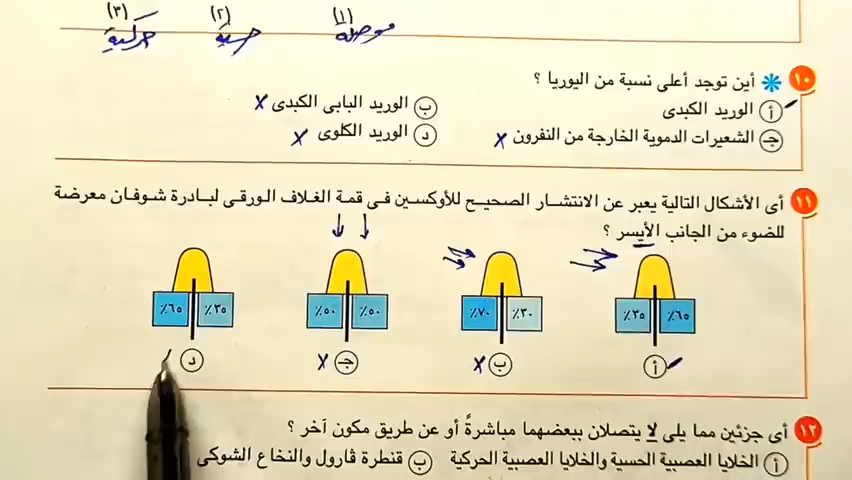 (١) (٢) (٣)
موصلة حسية حركية
١٠ أين توجد أعلى نسبة من اليوريا ؟
أ الوريد الكبدى ب الوريد البابى الكبدى x
جـ الشعيرات الدموية الخارجة من النفرون x د الوريد الكلوى x
١١ أى الأشكال التالية يعبر عن الانتشار الصحيح للأوكسين فى قمة الغلاف الورقى لبادرة شوفان معرضة
للضوء من الجانب الأيسر ؟
٪٣٥ ٪٦٥ ٪٧٠ ٪٣٠ ٪٥٠ ٪٥٠ ٪٦٥ ٪٣٥
أ ب x جـ x د
١٢ أى جزئين مما يلى لا يتصلان ببعضهما مباشرةً أو عن طريق مكون آخر ؟
أ الخلايا العصبية الحسية والخلايا العصبية الحركية ب قنطرة ڤارول والنخاع الشوكى